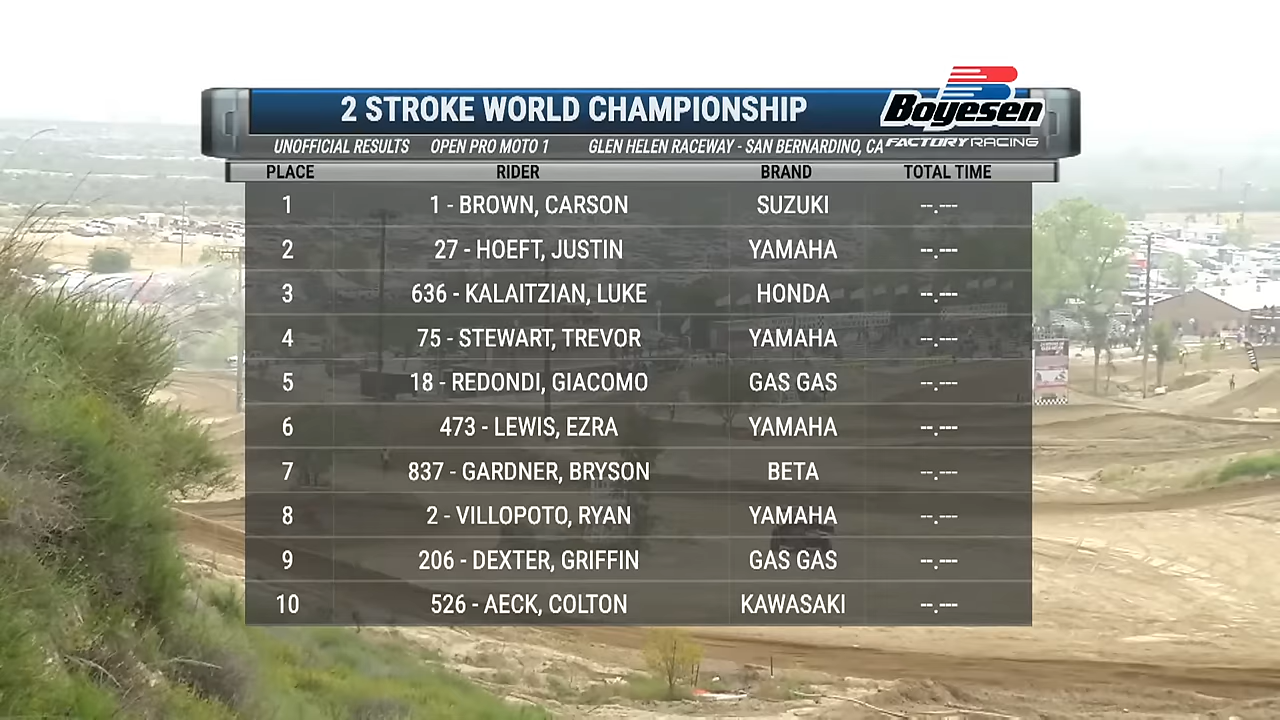 2 STROKE WORLD CHAMPIONSHIP
Boyesen
FACTORY RACING
UNOFFICIAL RESULTS OPEN PRO MOTO 1 GLEN HELEN RACEWAY - SAN BERNARDINO, CA
PLACE RIDER BRAND TOTAL TIME
1 1 - BROWN, CARSON SUZUKI --.---
2 27 - HOEFT, JUSTIN YAMAHA --.---
3 636 - KALAITZIAN, LUKE HONDA --.---
4 75 - STEWART, TREVOR YAMAHA --.---
5 18 - REDONDI, GIACOMO GAS GAS --.---
6 473 - LEWIS, EZRA YAMAHA --.---
7 837 - GARDNER, BRYSON BETA --.---
8 2 - VILLOPOTO, RYAN YAMAHA --.---
9 206 - DEXTER, GRIFFIN GAS GAS --.---
10 526 - AECK, COLTON KAWASAKI --.---